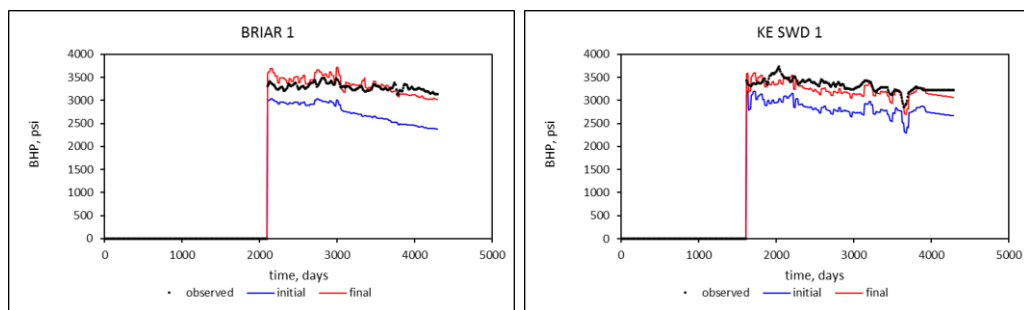 BRIAR 1
4000
3500
3000
2500
2000
1500
1000
500
0
BHP, psi
0 1000 2000 3000 4000 5000
time, days
observed initial final
KE SWD 1
4000
3500
3000
2500
2000
1500
1000
500
0
BHP, psi
0 1000 2000 3000 4000 5000
time, days
observed initial final